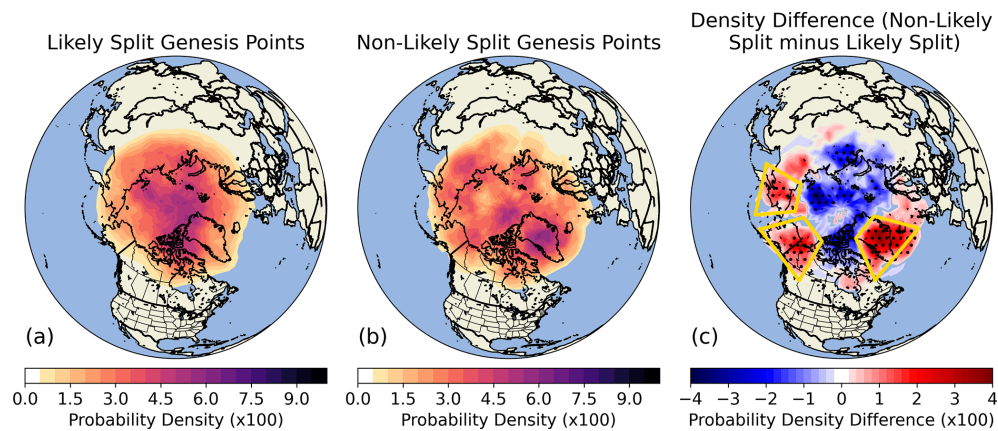 Likely Split Genesis Points
Non-Likely Split Genesis Points
Density Difference (Non-Likely
Split minus Likely Split)
(a)
(b)
(c)
0.0 1.5 3.0 4.5 6.0 7.5 9.0
Probability Density (x100)
0.0 1.5 3.0 4.5 6.0 7.5 9.0
Probability Density (x100)
−4 −3 −2 −1 0 1 2 3 4
Probability Density Difference (x100)